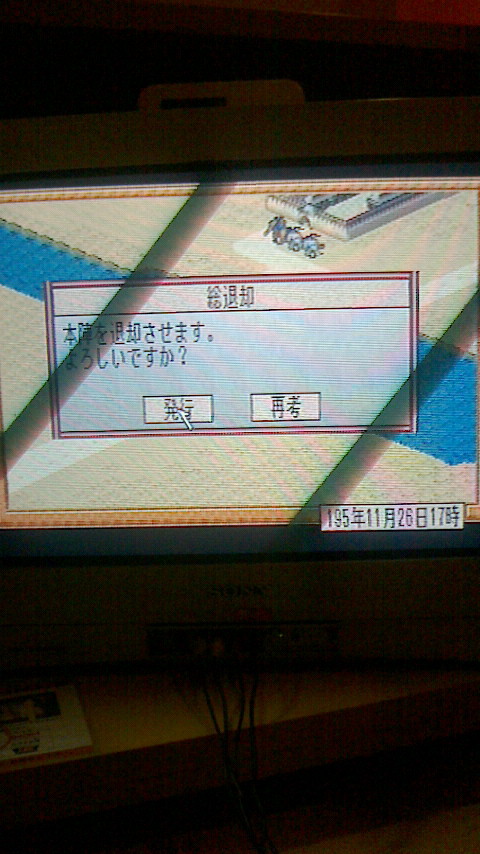 総退却
本陣を退却させます。
よろしいですか？
発行
再考
195年11月26日17時
SONY